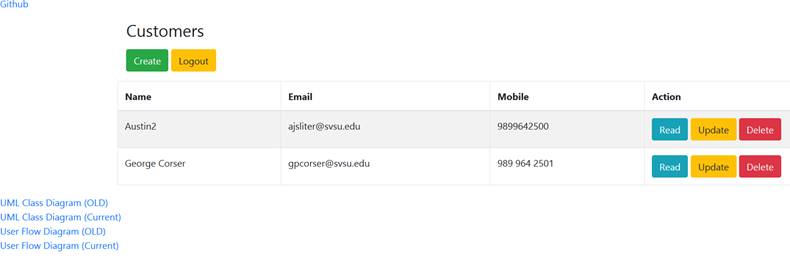 Github
Customers
Create Logout
Name Email Mobile Action
Austin2 ajsliter@svsu.edu 9899642500 Read Update Delete
George Corser gpcorser@svsu.edu 989 964 2501 Read Update Delete
UML Class Diagram (OLD)
UML Class Diagram (Current)
User Flow Diagram (OLD)
User Flow Diagram (Current)